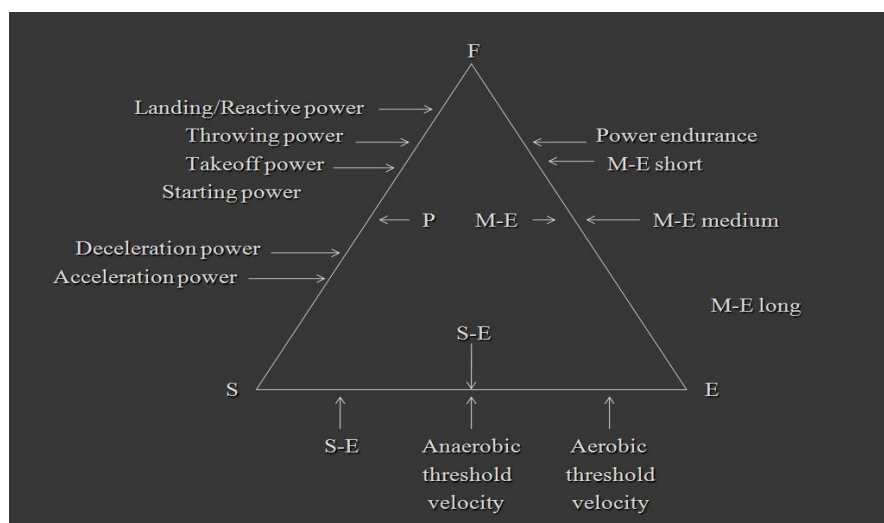 F
Landing/Reactive power
Throwing power
Power endurance
Takeoff power
M-E short
Starting power
P
M-E
M-E medium
Deceleration power
Acceleration power
M-E long
S-E
S
E
S-E
Anaerobic
threshold
velocity
Aerobic
threshold
velocity